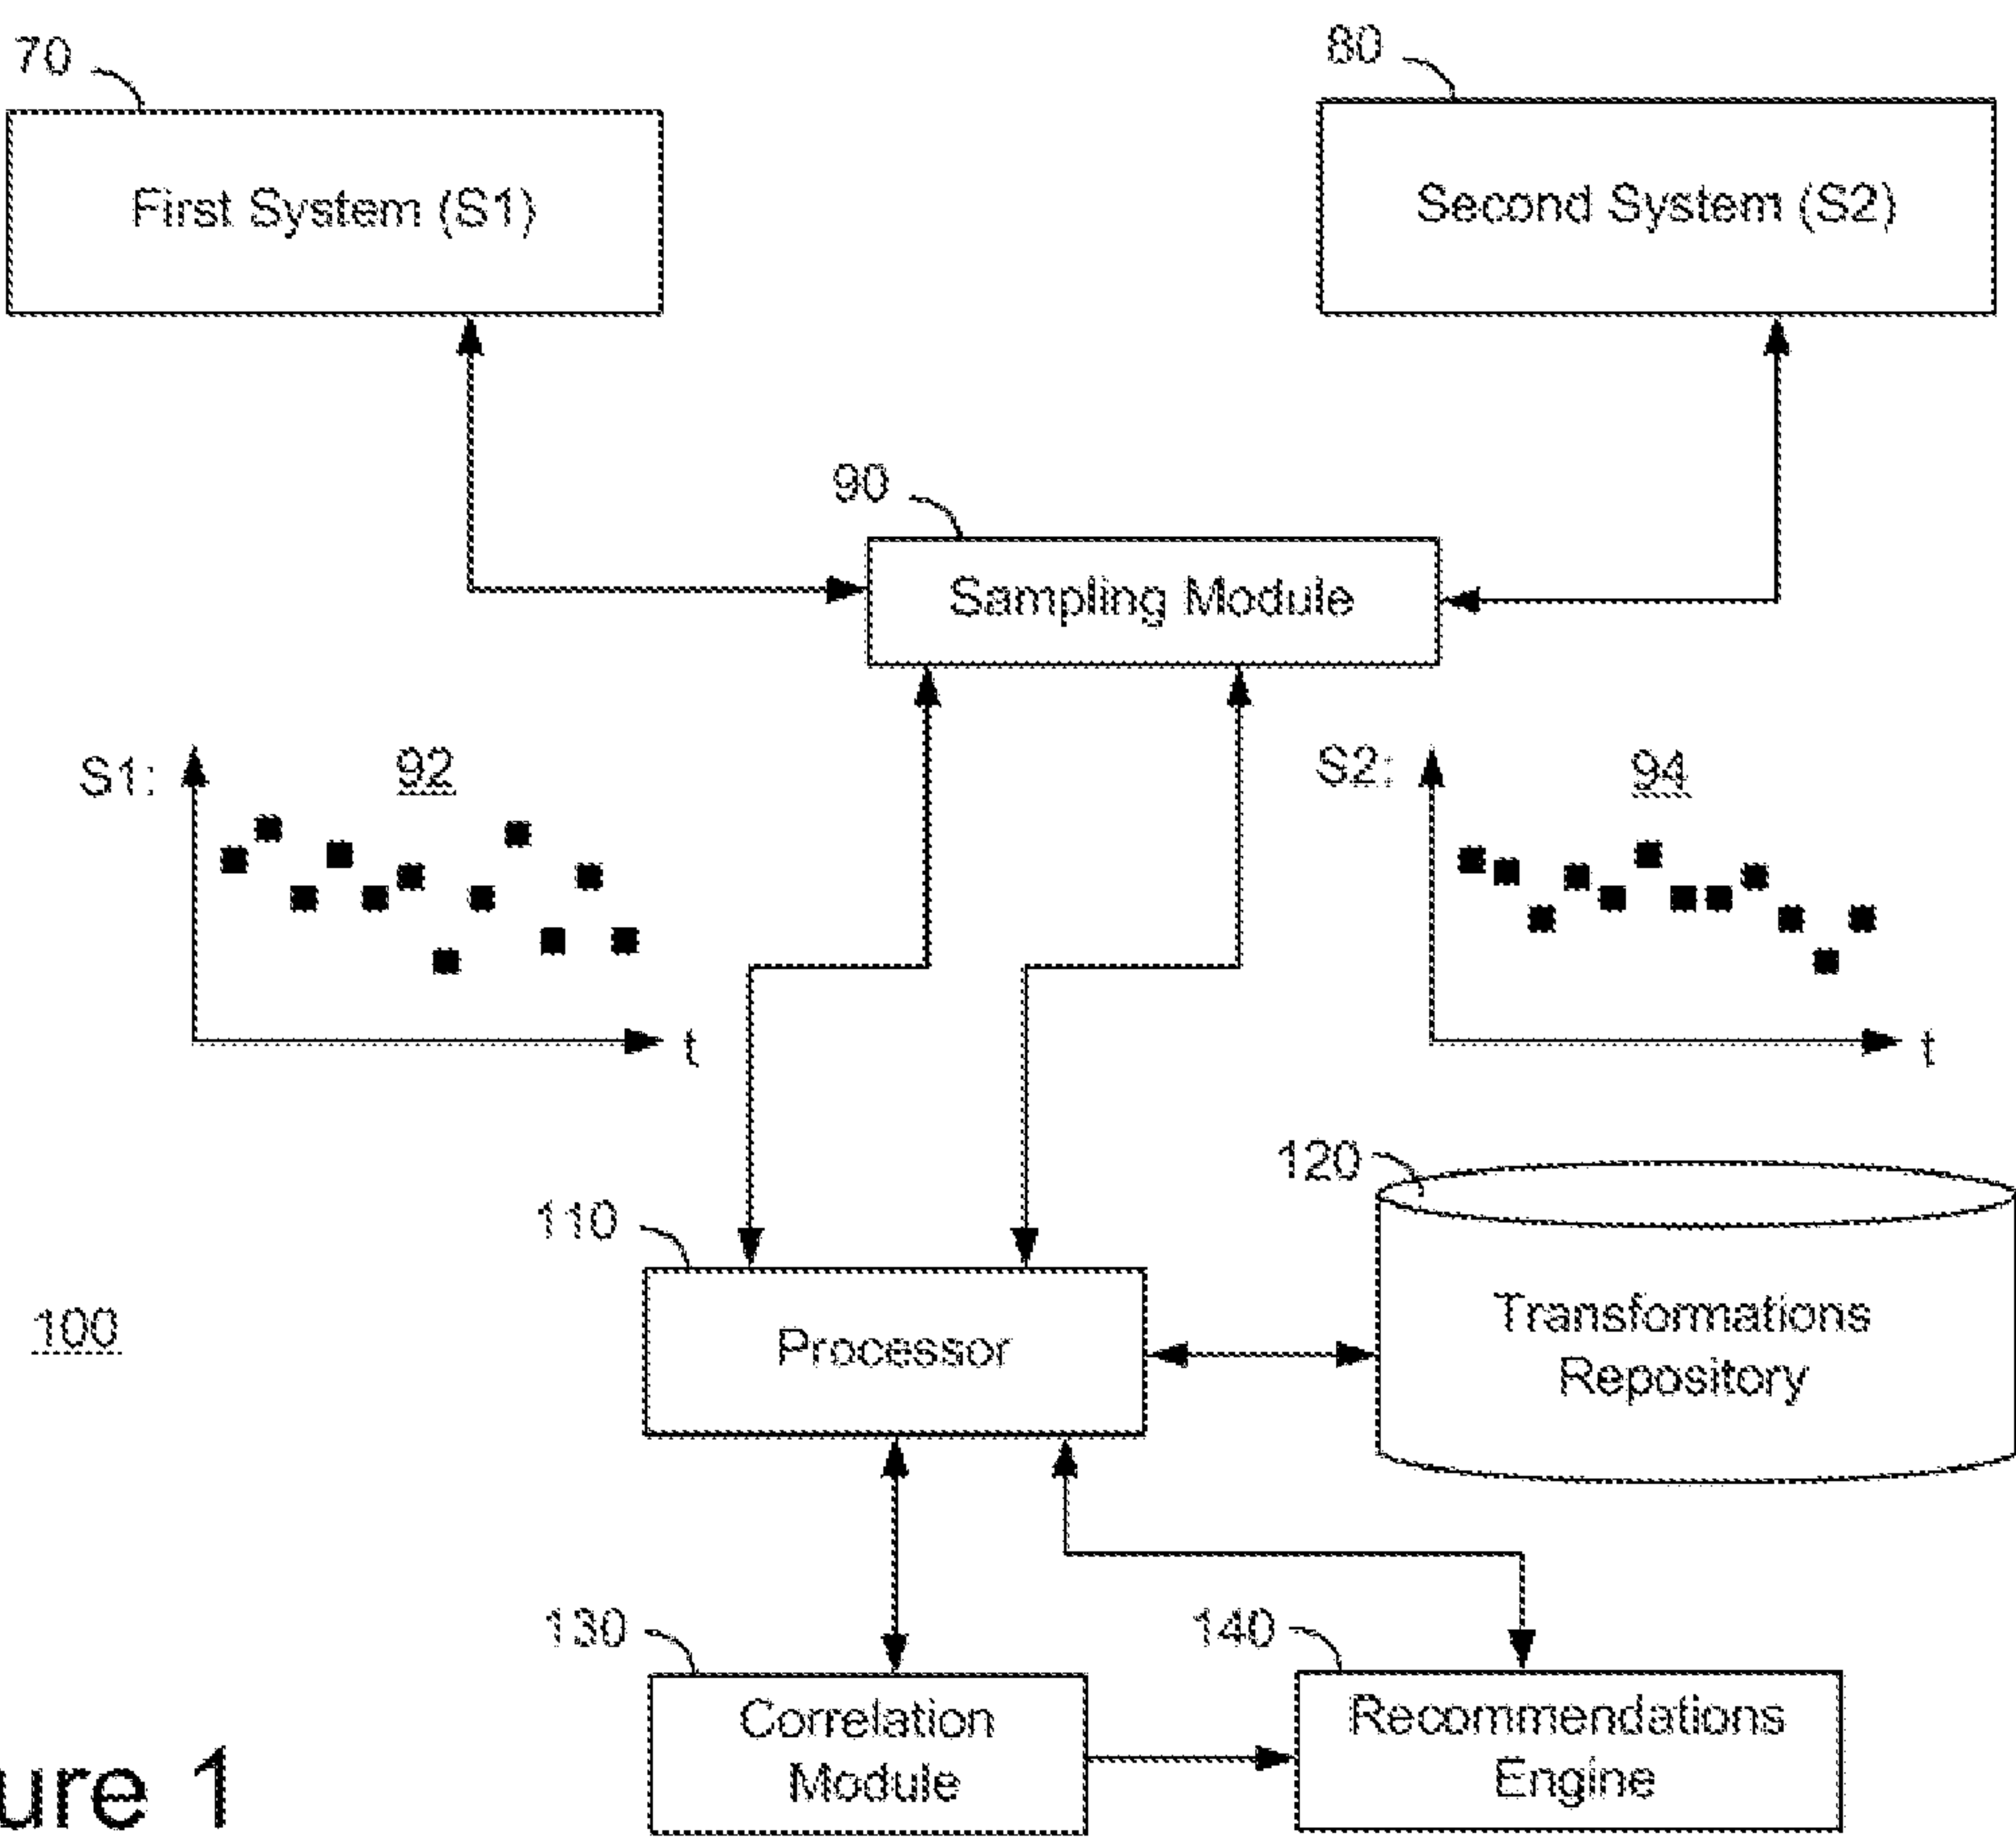 70
80
First System (S1)
Second System (S2)
90
Sampling Module
S1:
92
S2:
94
t
t
120
110
100
Processor
Transformations
Repository
130
140
Correlation
Module
Recommendations
Engine
ure 1